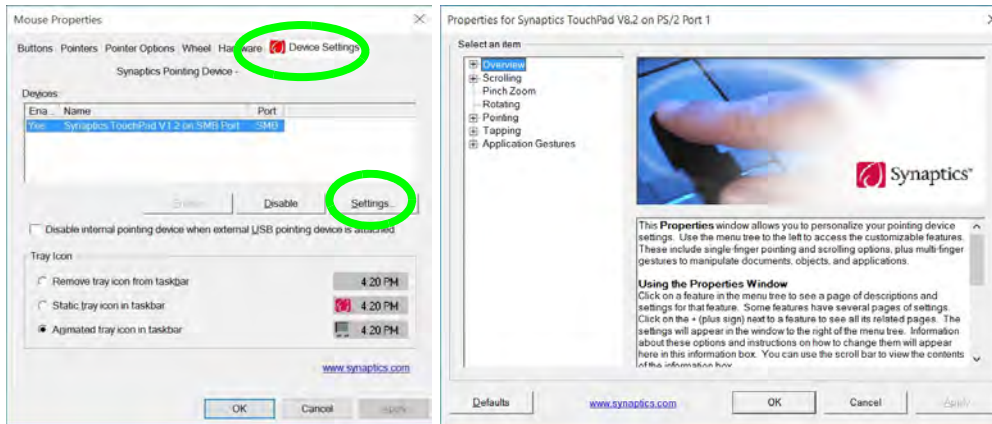 Mouse Properties
Buttons Pointers Pointer Options Wheel Hardware Device Settings
Synaptics Pointing Device -
Devices:
Ena... Name Port
Yes Synaptics TouchPad V1.2 on SMB Port SMB
Disable Settings...
Disable internal pointing device when external USB pointing device is attached
Tray Icon
Remove tray icon from taskbar 4:20 PM
Static tray icon in taskbar 4:20 PM
Animated tray icon in taskbar 4:20 PM
www.synaptics.com
OK Cancel Apply
Properties for Synaptics TouchPad V8.2 on PS/2 Port 1
Select an item
Overview
Scrolling
Pinch Zoom
Rotating
Pointing
Tapping
Application Gestures
Synaptics
This Properties window allows you to personalize your pointing device
settings. Use the menu tree to the left to access the customizable features.
These include single-finger pointing and scrolling options, plus multi-finger
gestures to manipulate documents, objects, and applications.
Using the Properties Window
Click on a feature in the menu tree to see a page of descriptions and
settings for that feature. Some features have several pages of settings.
Click on the + (plus sign) next to a feature to see all its related pages. The
settings will appear in the window to the right of the menu tree. Information
about these options and instructions on how to change them will appear
here in this information box. You can use the scroll bar to view the contents
of the information box.
Defaults www.synaptics.com OK Cancel Apply